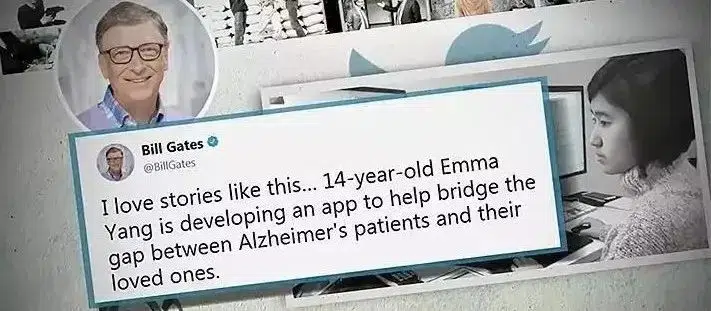 Bill Gates
@BillGates
I love stories like this... 14-year-old Emma
Yang is developing an app to help bridge the
gap between Alzheimer's patients and their
loved ones.